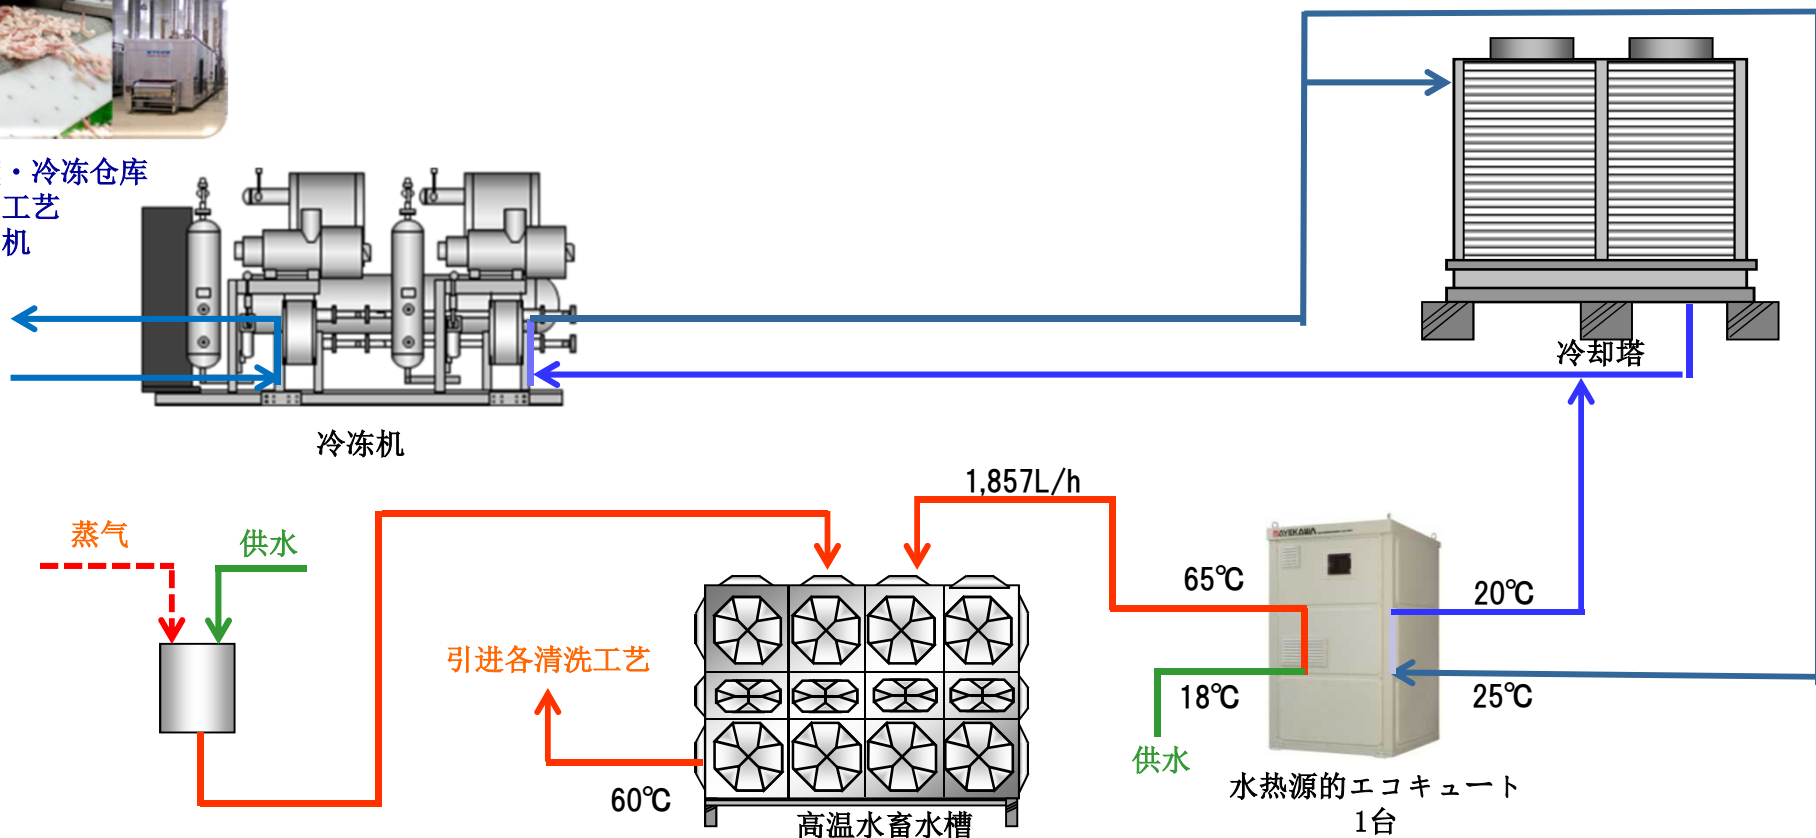 ・冷冻仓库
工艺
机
冷却塔
冷冻机
1,857L/h
蒸气
供水
MAYEKAWA
65℃
20℃
引进各清洗工艺
18℃
25℃
供水
60℃
水热源的エコキュート
1台
高温水畜水槽